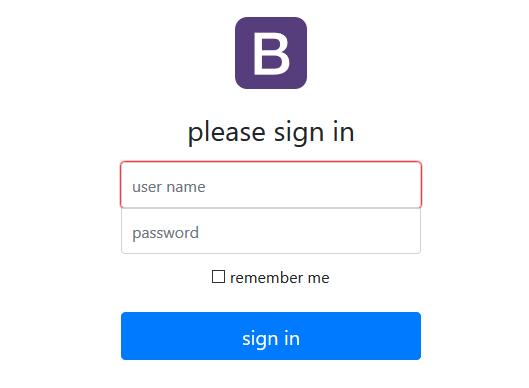 B
please sign in
user name
password
remember me
sign in